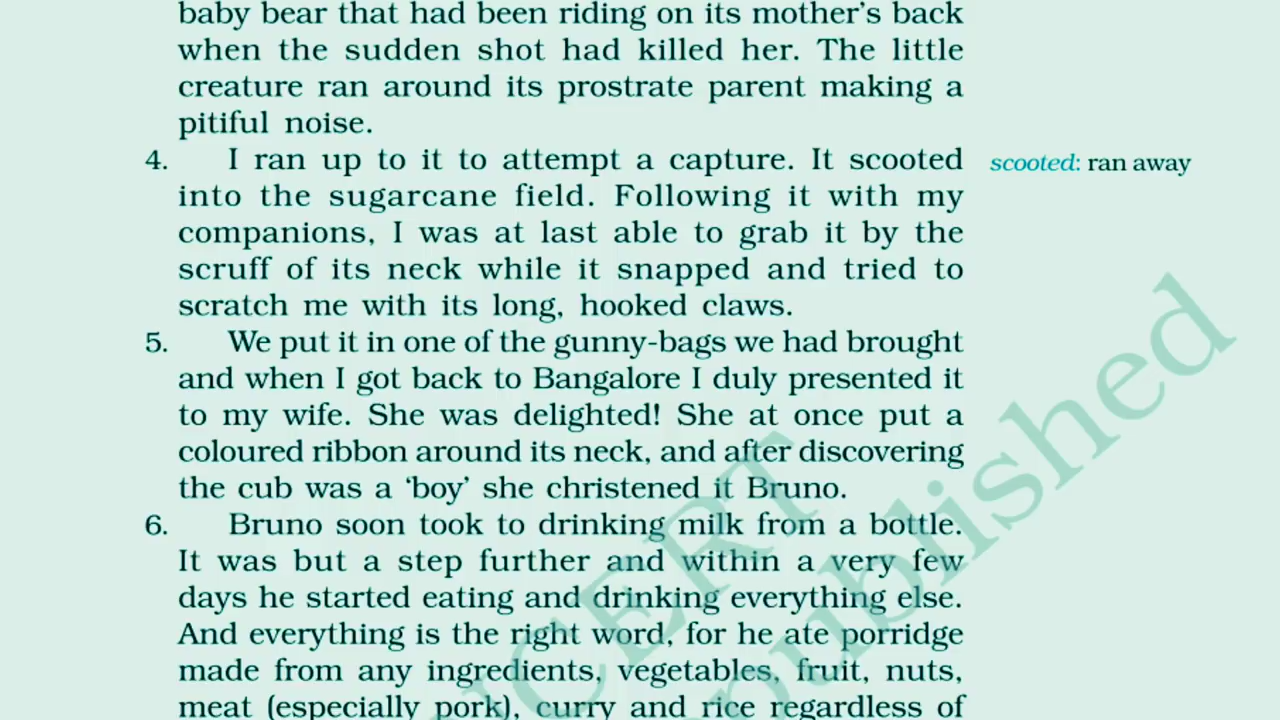 baby bear that had been riding on its mother’s back
when the sudden shot had killed her. The little
creature ran around its prostrate parent making a
pitiful noise.
4. I ran up to it to attempt a capture. It scooted
scooted: ran away
into the sugarcane field. Following it with my
companions, I was at last able to grab it by the
scruff of its neck while it snapped and tried to
scratch me with its long, hooked claws.
5. We put it in one of the gunny-bags we had brought
and when I got back to Bangalore I duly presented it
to my wife. She was delighted! She at once put a
coloured ribbon around its neck, and after discovering
the cub was a ‘boy’ she christened it Bruno.
6. Bruno soon took to drinking milk from a bottle.
It was but a step further and within a very few
days he started eating and drinking everything else.
And everything is the right word, for he ate porridge
made from any ingredients, vegetables, fruit, nuts,
meat (especially pork), curry and rice regardless of
NCERT
published